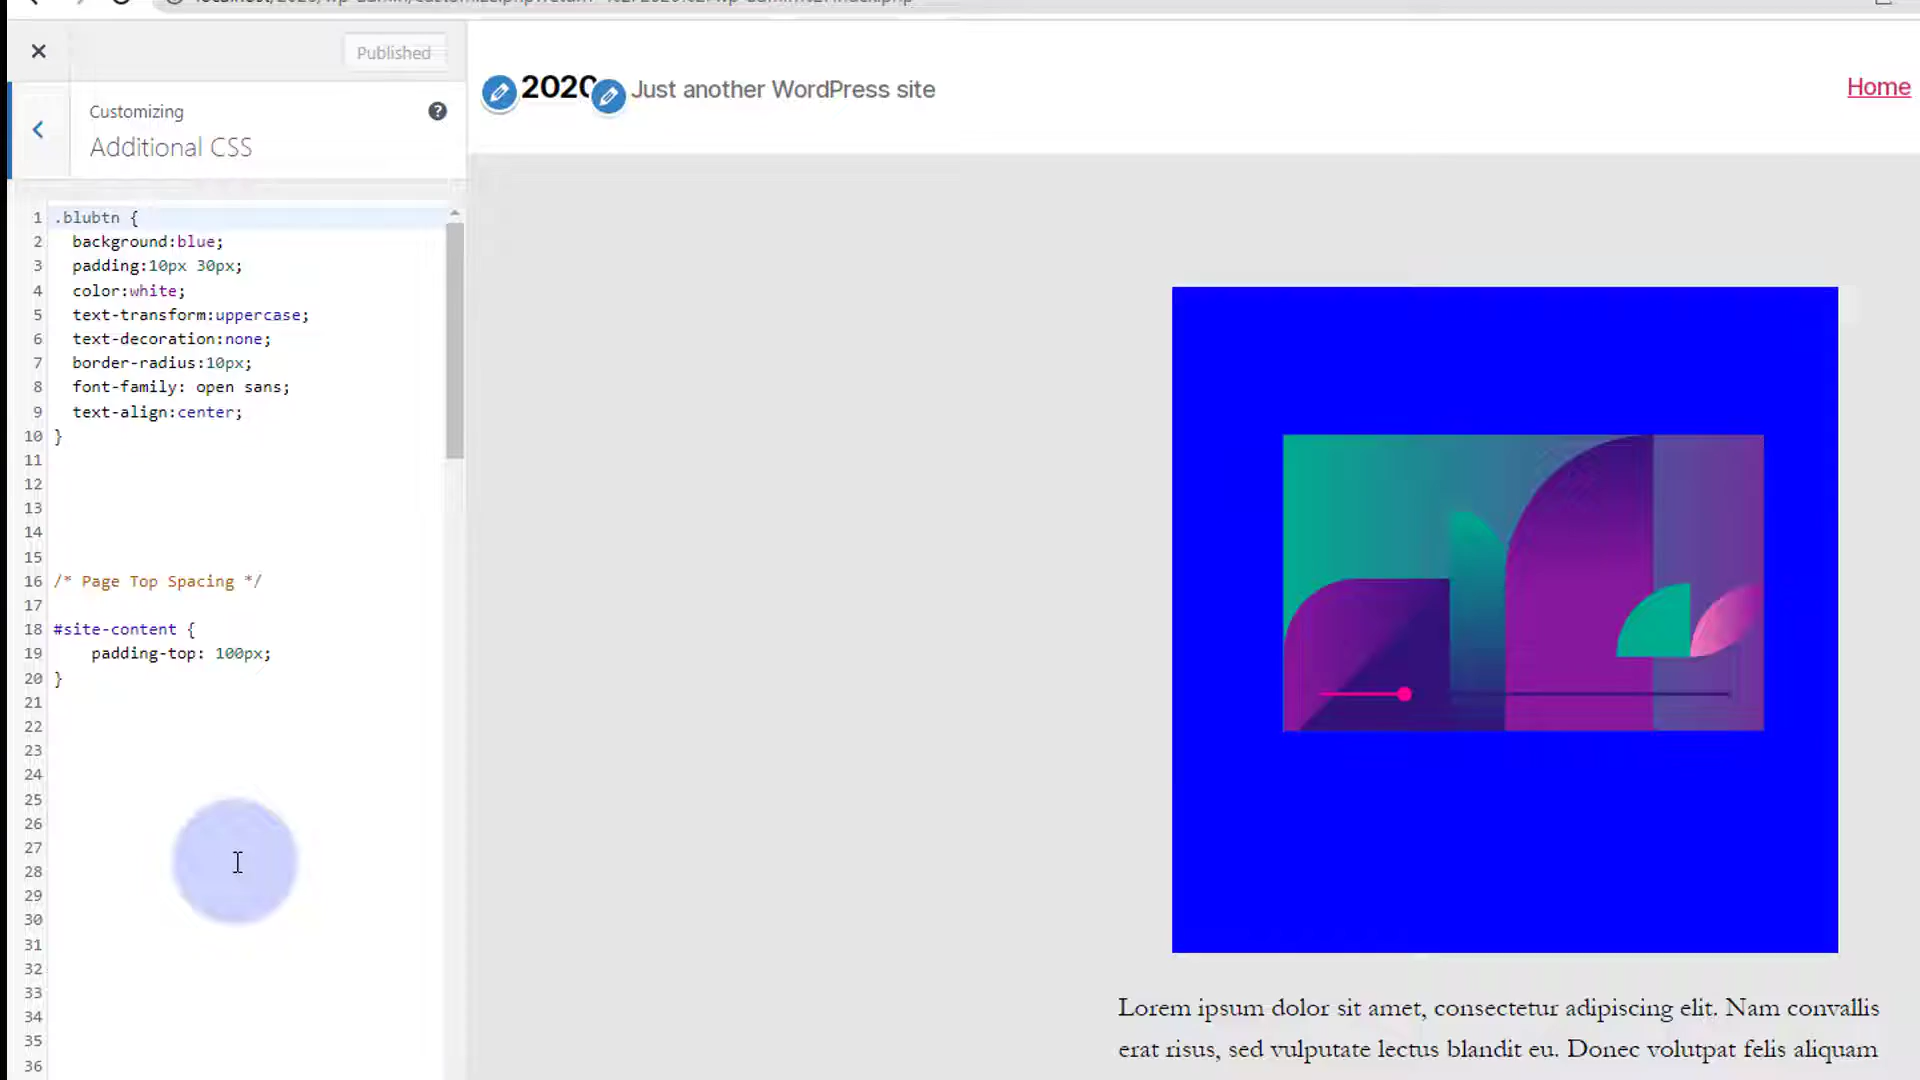 Published
2020
Just another WordPress site
Home
Customizing
Additional CSS
1 .blubtn {
2 background:blue;
3 padding:10px 30px;
4 color:white;
5 text-transform:uppercase;
6 text-decoration:none;
7 border-radius:10px;
8 font-family: open sans;
9 text-align:center;
10 }
11
12
13
14
15
16 /* Page Top Spacing */
17
18 #site-content {
19 padding-top: 100px;
20 }
21
22
23
24
25
26
27
28
29
30
31
32
33
34
35
36
Lorem ipsum dolor sit amet, consectetur adipiscing elit. Nam convallis
erat risus, sed vulputate lectus blandit eu. Donec volutpat felis aliquam